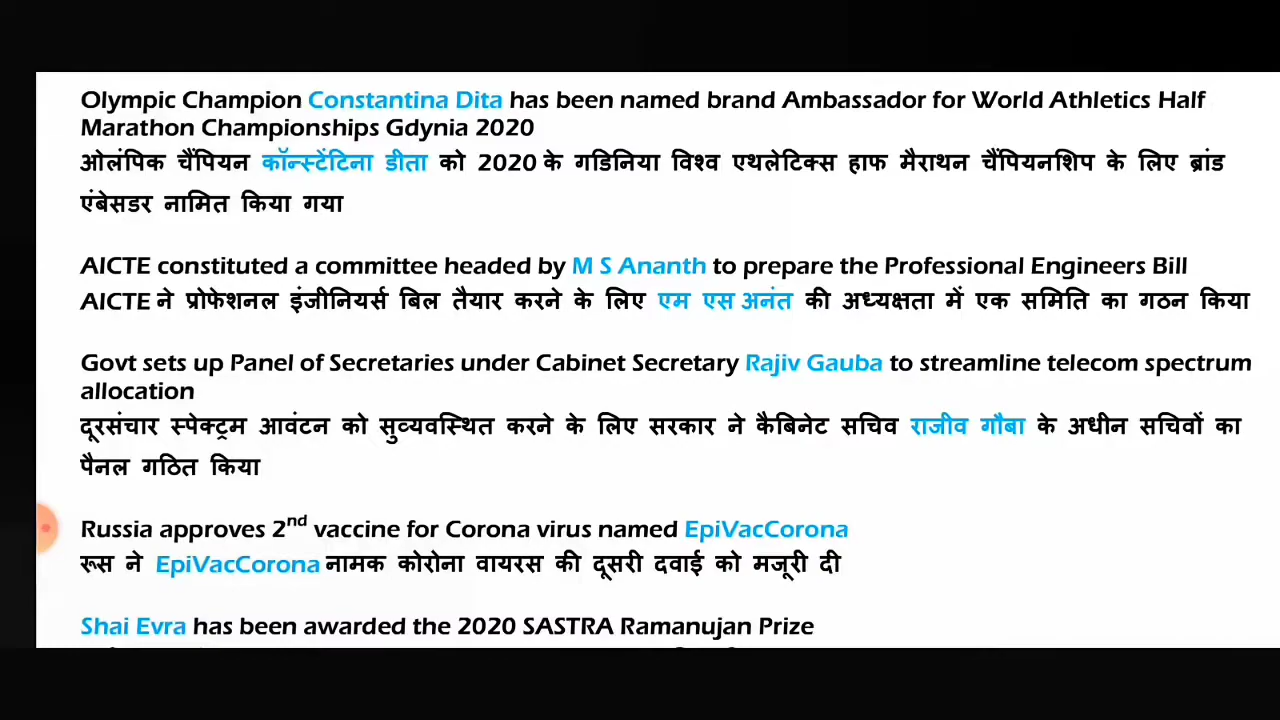 Olympic Champion Constantina Dita has been named brand Ambassador for World Athletics Half
Marathon Championships Gdynia 2020
ओलंपिक चैंपियन कॉन्स्टेंटिना डीता को 2020 के गडिनिया विश्व एथलेटिक्स हाफ मैराथन चैंपियनशिप के लिए ब्रांड
एंबेसडर नामित किया गया
AICTE constituted a committee headed by M S Ananth to prepare the Professional Engineers Bill
AICTE ने प्रोफेशनल इंजीनियर्स बिल तैयार करने के लिए एम एस अनंत की अध्यक्षता में एक समिति का गठन किया
Govt sets up Panel of Secretaries under Cabinet Secretary Rajiv Gauba to streamline telecom spectrum
allocation
दूरसंचार स्पेक्ट्रम आवंटन को सुव्यवस्थित करने के लिए सरकार ने कैबिनेट सचिव राजीव गौबा के अधीन सचिवों का
पैनल गठित किया
Russia approves 2nd vaccine for Corona virus named EpiVacCorona
रूस ने EpiVacCorona नामक कोरोना वायरस की दूसरी दवाई को मजूरी दी
Shai Evra has been awarded the 2020 SASTRA Ramanujan Prize